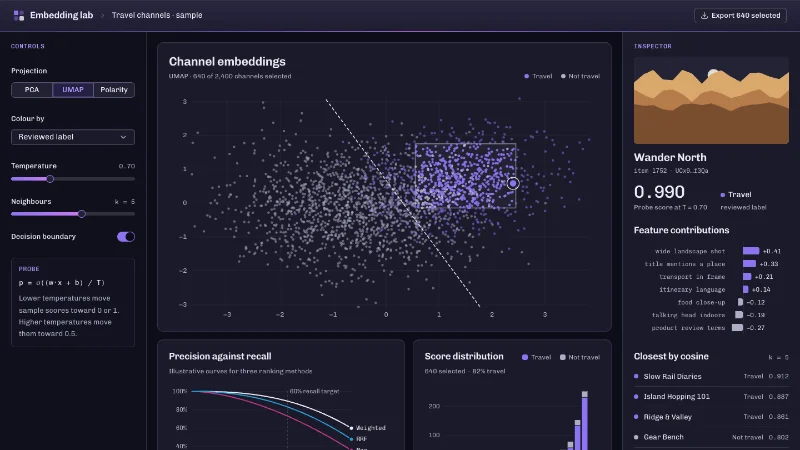 Embedding lab › Travel channels · sample
Export 640 selected
CONTROLS
Projection
PCA UMAP Polarity
Colour by
Reviewed label
Temperature 0.70
Neighbours k = 5
Decision boundary
PROBE
p = σ((w·x + b) / T)
Lower temperatures move
sample scores toward 0 or 1.
Higher temperatures move
them toward 0.5.
Channel embeddings
UMAP · 640 of 2,400 channels selected
Travel Not travel
3
2
1
0
−1
−2
−3
−3 −2 −1 0 1 2 3
Precision against recall
Illustrative curves for three ranking methods
100%
80%
60%
40%
60% recall target
Weighted
RRF
Score distribution
Travel Not travel
640 selected · 82% travel
200
100
INSPECTOR
Wander North
item 1752 ·
0.990
Travel
Probe score at T = 0.70
reviewed label
Feature contributions
wide landscape shot +0.41
title mentions a place +0.33
transport in frame +0.21
itinerary language +0.14
food close-up −0.12
talking head indoors −0.19
product review terms −0.27
Closest by cosine k = 5
Slow Rail Diaries Travel 0.912
Island Hopping 101 Travel 0.887
Ridge & Valley Travel 0.861
Gear Bench Not travel 0.802